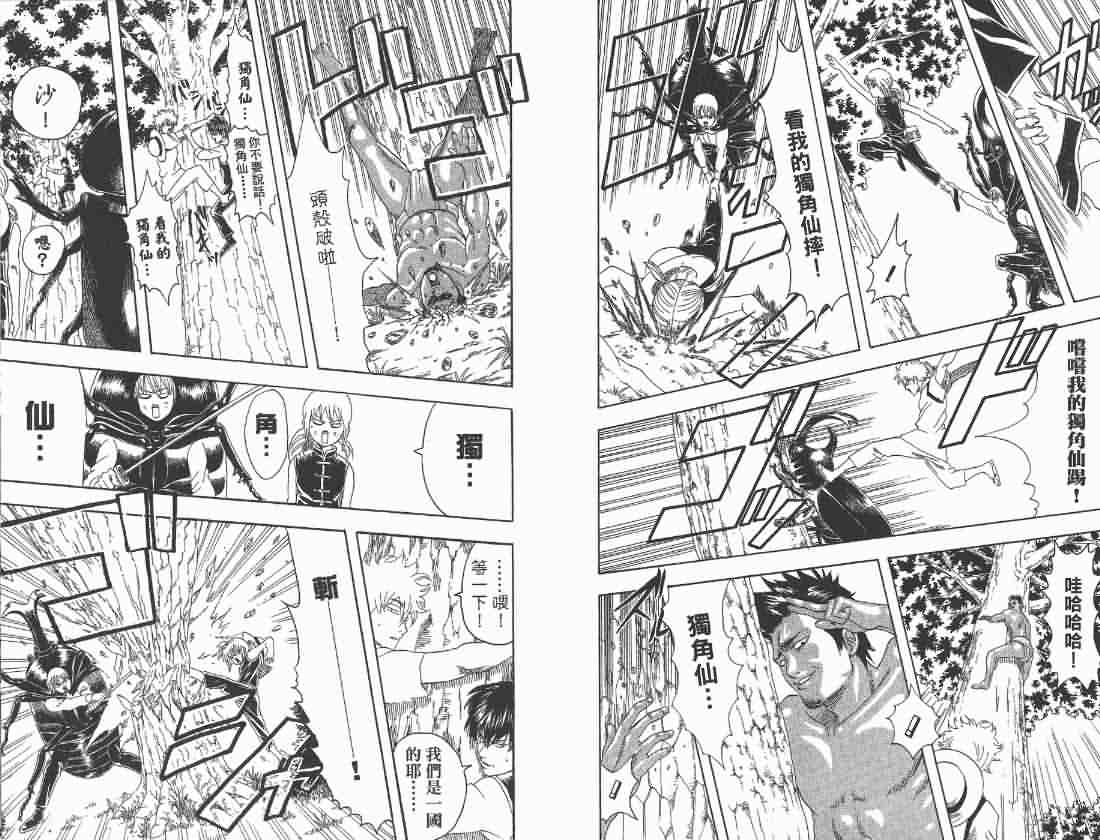 ガ
！
看我的獨角仙摔！
嘻嘻我的獨角仙踢！
哇哈哈哈！
！
！
獨角仙…
頭殼破啦————！
獨角仙…
你不要說話！
獨角仙……
看我的
獨角仙…
沙！
嗯？
獨…
角…
仙…
……喂！
等一下！
我們是一國
的耶……
斬————！